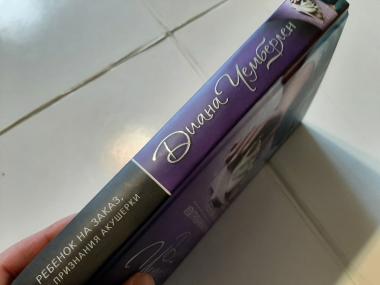 Диана Чемберлен
РЕБЕНОК НА ЗАКАЗ,
ПРИЗНАНИЯ АКУШЕРКИ